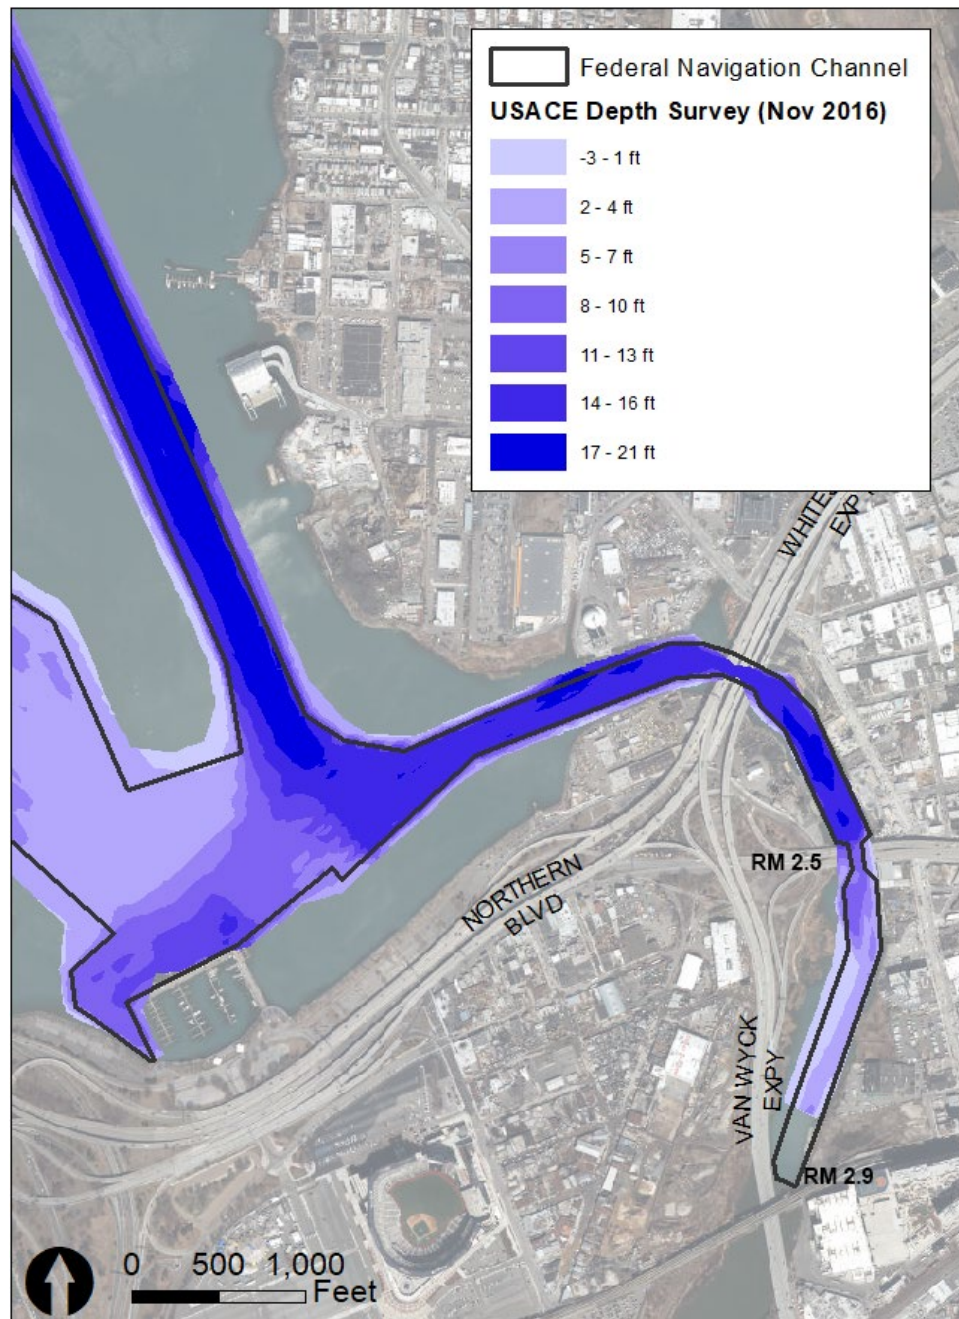 Federal Navigation Channel
USACE Depth Survey (Nov 2016)
-3 - 1 ft
2 - 4 ft
5 - 7 ft
8 - 10 ft
11 - 13 ft
14 - 16 ft
17 - 21 ft
EXP
RM 2.5
NORTHERN
BLVD
VAN WYCK
EXPY
RM 2.9
0 500 1,000
Feet